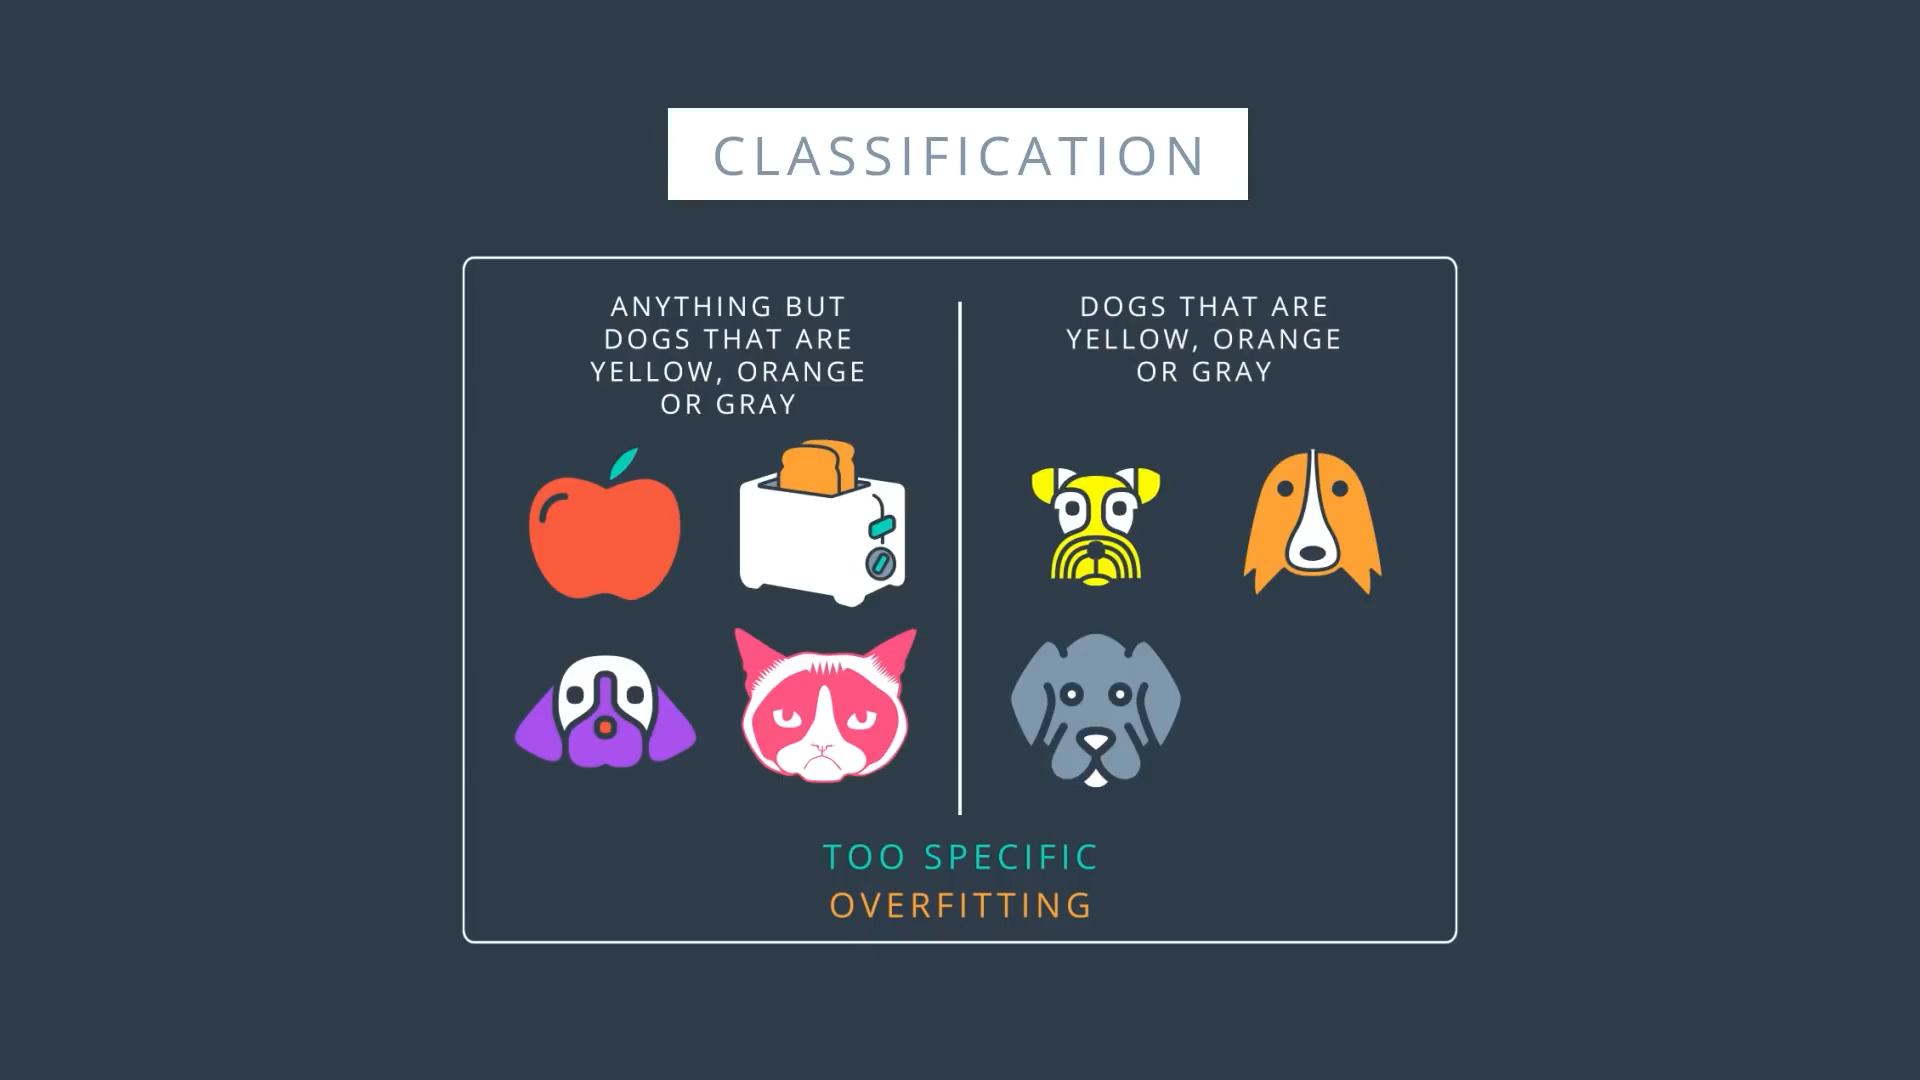 CLASSIFICATION
ANYTHING BUT
DOGS THAT ARE
YELLOW, ORANGE
OR GRAY
DOGS THAT ARE
YELLOW, ORANGE
OR GRAY
TOO SPECIFIC
OVERFITTING